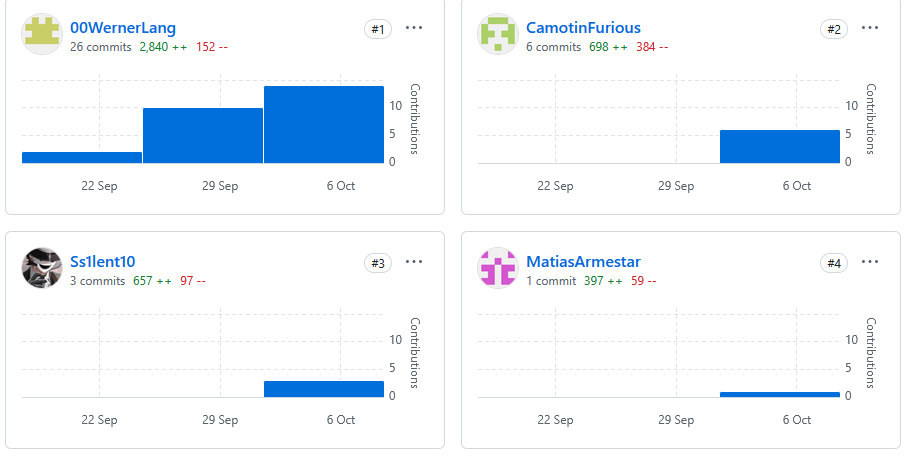 00WernerLang
#1
26 commits 2,840 ++ 152 --
10
5
0
Contributions
22 Sep 29 Sep 6 Oct
CamotinFurious
#2
6 commits 698 ++ 384 --
10
5
0
Contributions
22 Sep 29 Sep 6 Oct
Ss1lent10
#3
3 commits 657 ++ 97 --
10
5
0
Contributions
22 Sep 29 Sep 6 Oct
MatiasArmestar
#4
1 commit 397 ++ 59 --
10
5
0
Contributions
22 Sep 29 Sep 6 Oct